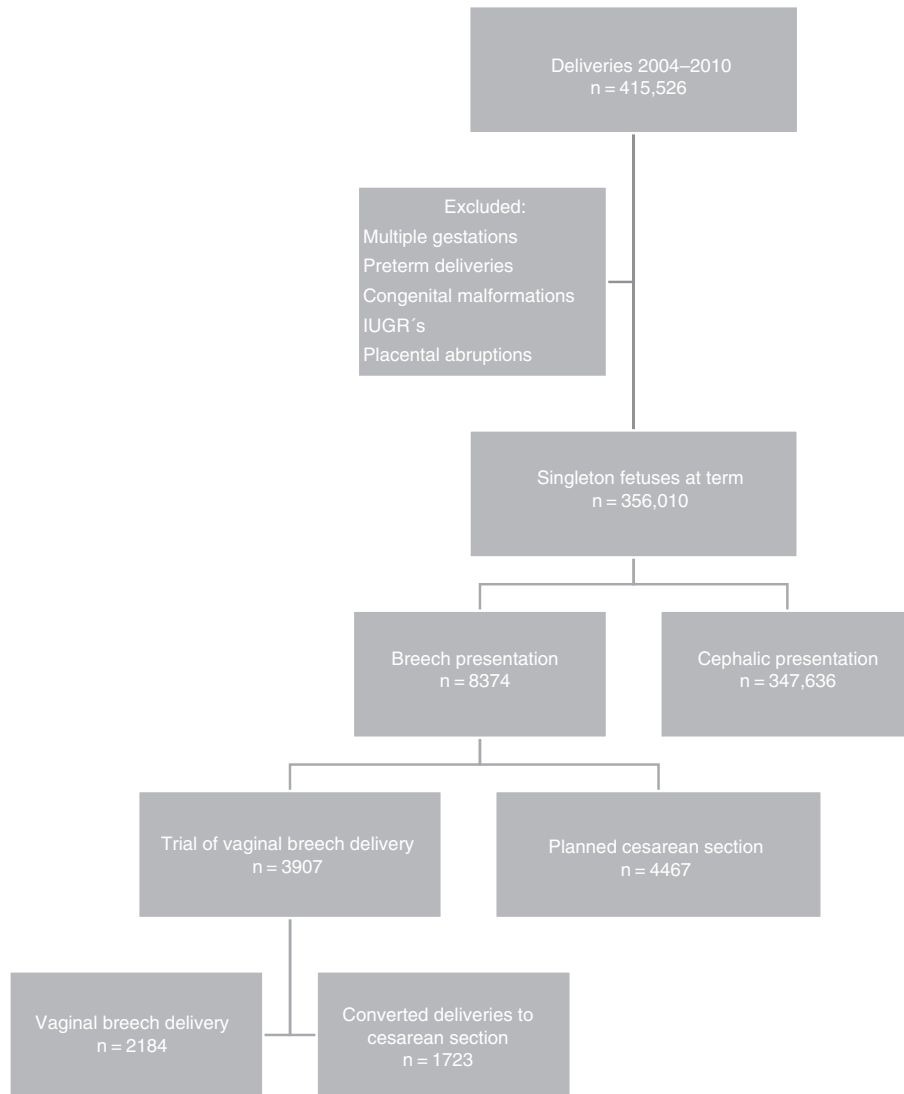 Deliveries 2004–2010
n = 415,526
Excluded:
Multiple gestations
Preterm deliveries
Congenital malformations
IUGR´s
Placental abruptions
Singleton fetuses at term
n = 356,010
Breech presentation
n = 8374
Cephalic presentation
n = 347,636
Trial of vaginal breech delivery
n = 3907
Planned cesarean section
n = 4467
Vaginal breech delivery
n = 2184
Converted deliveries to
cesarean section
n = 1723